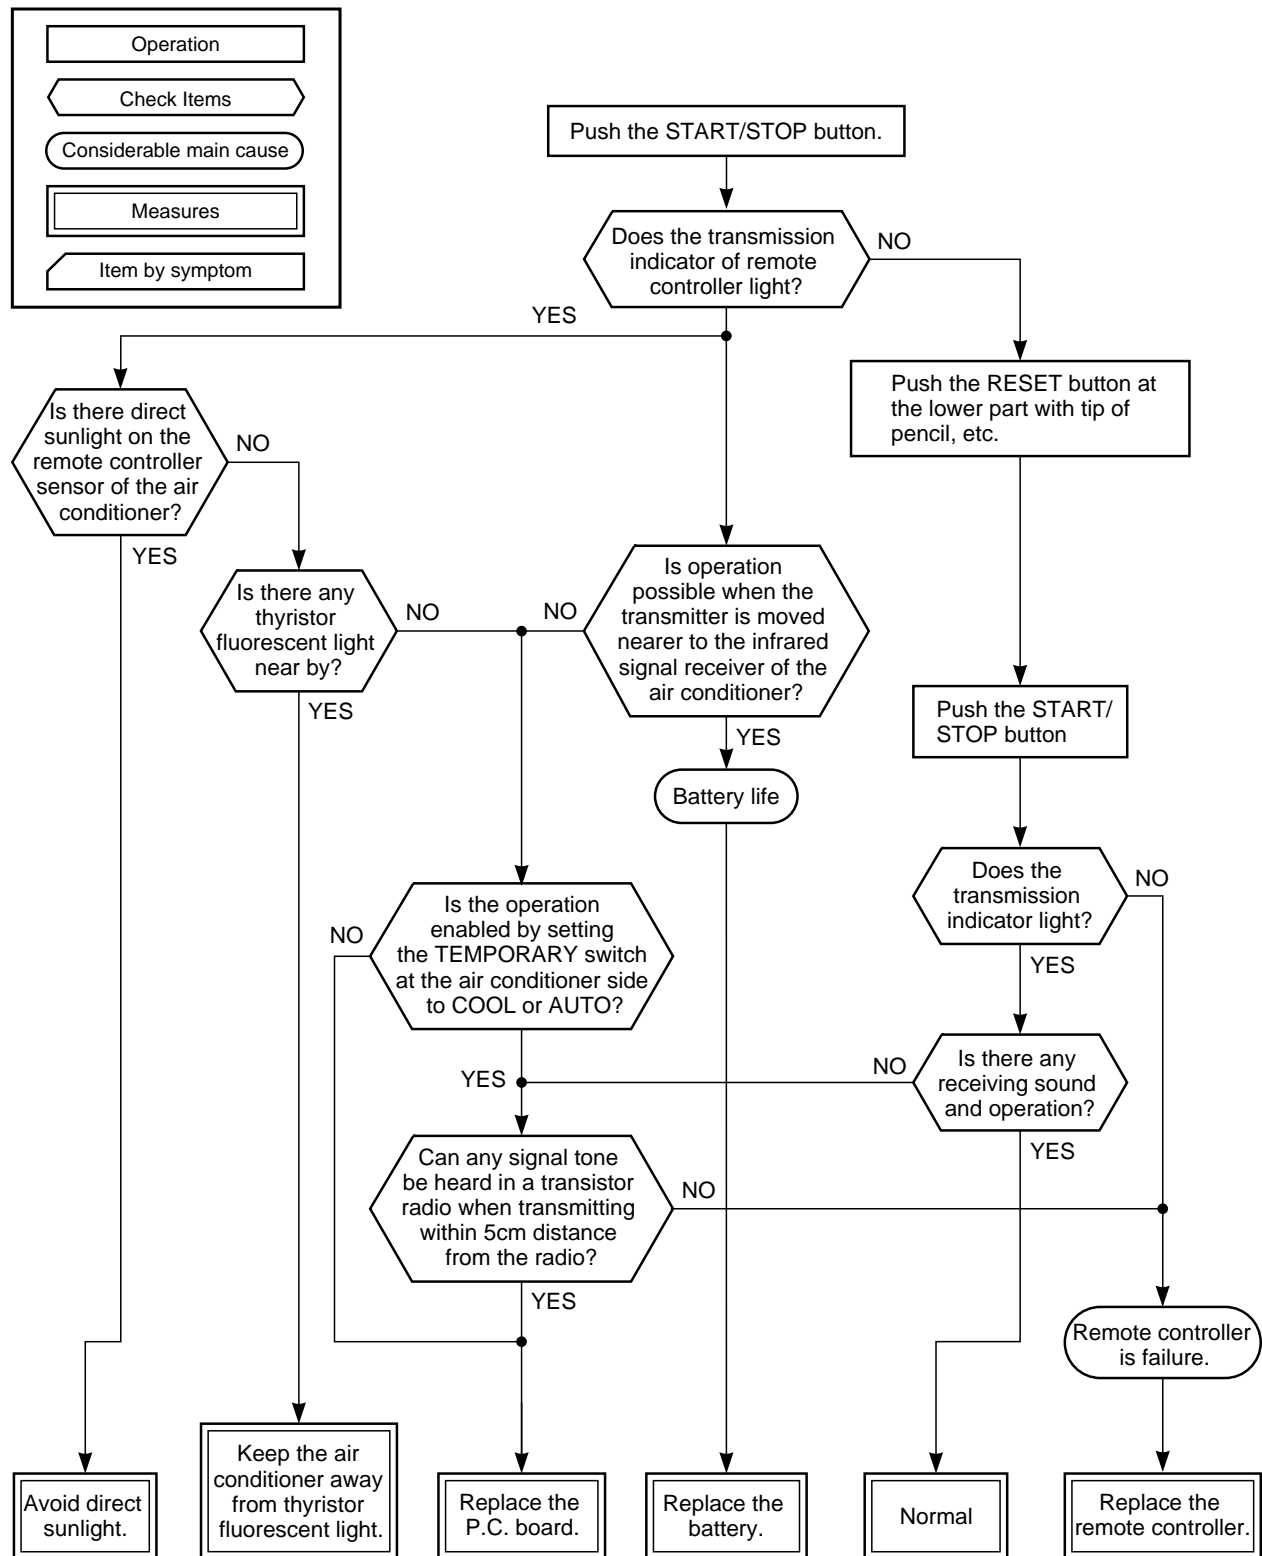 Operation
Check Items
Considerable main cause
Measures
Item by symptom
Push the START/STOP button.
Does the transmission
indicator of remote
controller light?
NO
YES
Push the RESET button at
the lower part with tip of
pencil, etc.
Is there direct
sunlight on the
remote controller
sensor of the air
conditioner?
NO
YES
Is there any
thyristor
fluorescent light
near by?
NO
YES
Is operation
possible when the
transmitter is moved
nearer to the infrared
signal receiver of the
air conditioner?
NO
YES
Push the START/
STOP button
Battery life
Does the
transmission
indicator light?
NO
YES
Is the operation
enabled by setting
the TEMPORARY switch
at the air conditioner side
to COOL or AUTO?
NO
YES
Is there any
receiving sound
and operation?
NO
YES
Can any signal tone
be heard in a transistor
radio when transmitting
within 5cm distance
from the radio?
NO
YES
Remote controller
is failure.
Avoid direct
sunlight.
Keep the air
conditioner away
from thyristor
fluorescent light.
Replace the
P.C. board.
Replace the
battery.
Normal
Replace the
remote controller.